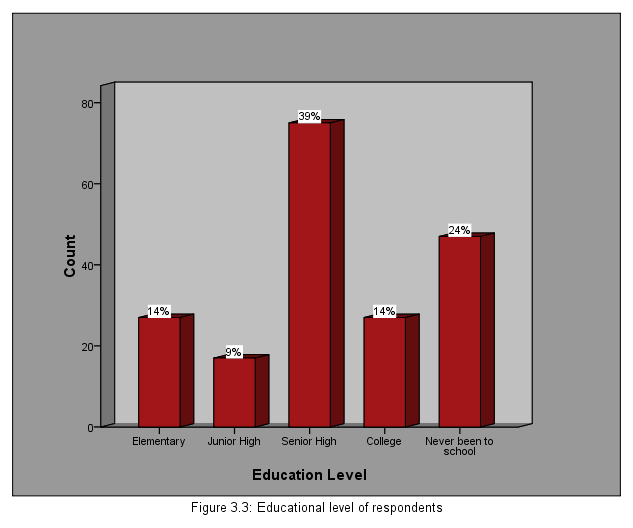 80
60
40
20
0
Count
39%
24%
14%
14%
9%
Elementary
Junior High
Senior High
College
Never been to
school
Education Level
Figure 3.3: Educational level of respondents